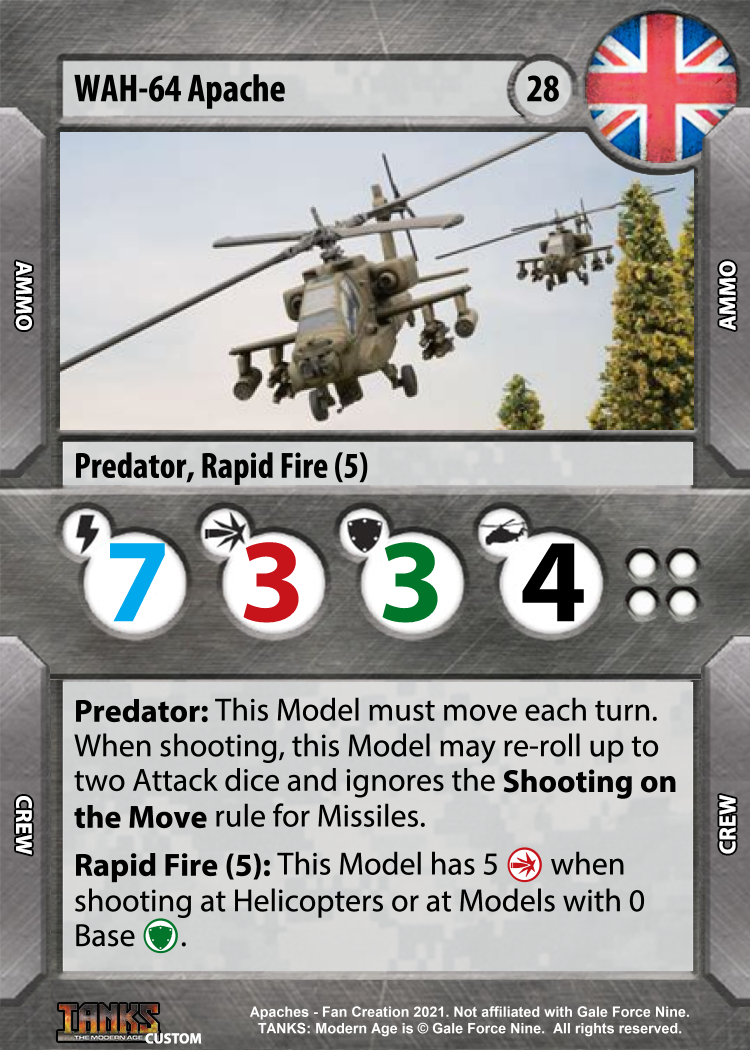 WAH-64 Apache
28
AMMO
AMMO
Predator, Rapid Fire (5)
7 3 3 4
Predator: This Model must move each turn.
When shooting, this Model may re-roll up to
two Attack dice and ignores the Shooting on
the Move rule for Missiles.
Rapid Fire (5): This Model has 5 when
shooting at Helicopters or at Models with 0
Base .
CREW
CREW
TANKS
THE MODERN AGE
CUSTOM
Apaches - Fan Creation 2021. Not affiliated with Gale Force Nine.
TANKS: Modern Age is © Gale Force Nine. All rights reserved.